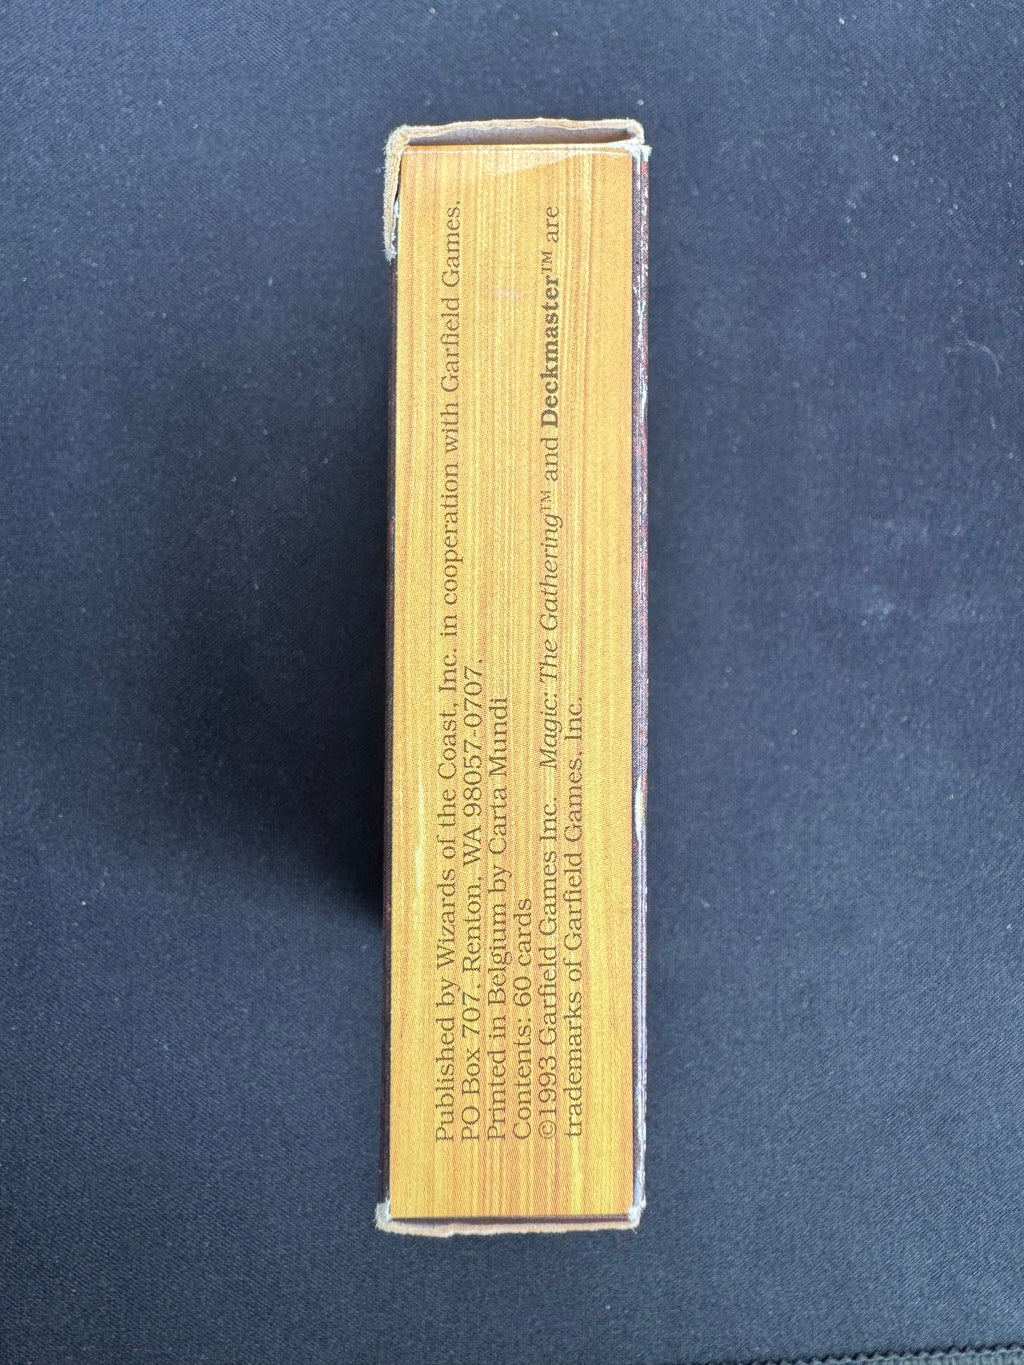 Published by Wizards of the Coast, Inc. in cooperation with Garfield Games.
PO Box 707, Renton, WA 98057-0707.
Printed in Belgium by Carta Mundi
Contents: 60 cards
©1993 Garfield Games Inc. Magic: The Gathering™ and Deckmaster™ are
trademarks of Garfield Games, Inc.